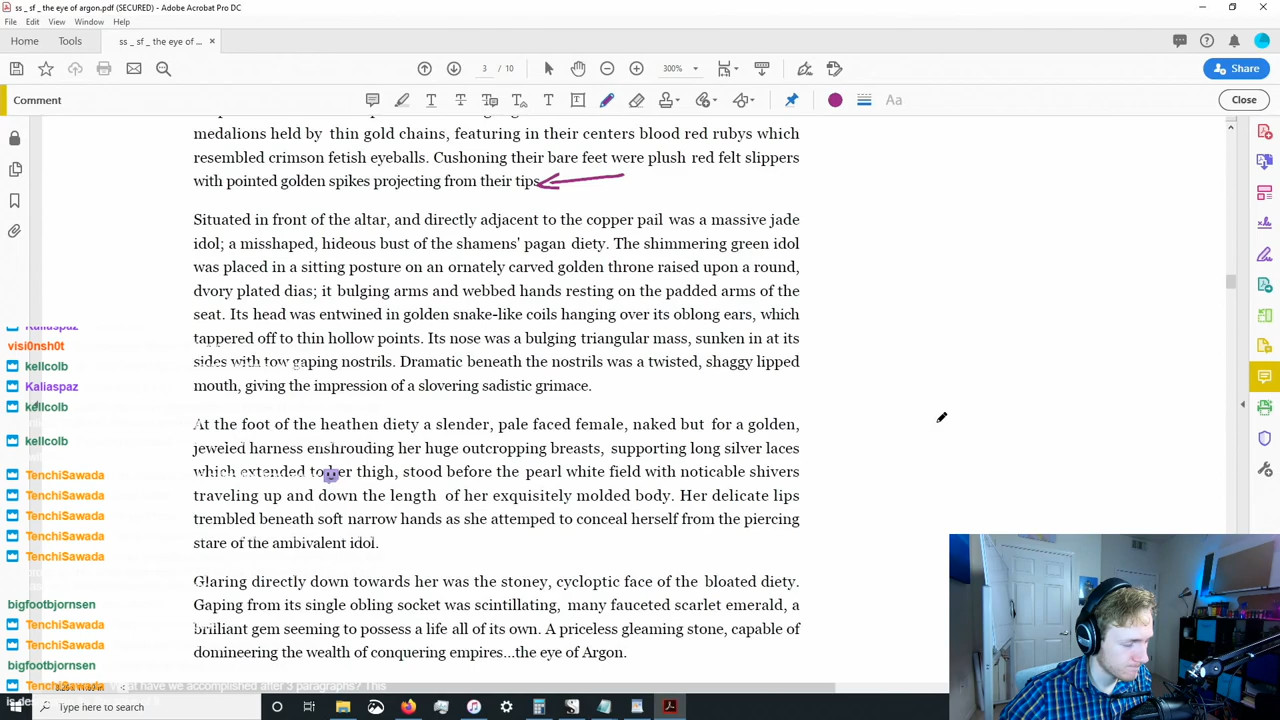 ss _ sf _ the eye of argon.pdf (SECURED) - Adobe Acrobat Pro DC
File Edit View Window Help
Home Tools ss _ sf _ the eye of ... ×
3 / 10 300% Share
Comment Aa Close
medalions held by thin gold chains, featuring in their centers blood red rubys which
resembled crimson fetish eyeballs. Cushoning their bare feet were plush red felt slippers
with pointed golden spikes projecting from their tips
Situated in front of the altar, and directly adjacent to the copper pail was a massive jade
idol; a misshaped, hideous bust of the shamens' pagan diety. The shimmering green idol
was placed in a sitting posture on an ornately carved golden throne raised upon a round,
dvory plated dias; it bulging arms and webbed hands resting on the padded arms of the
seat. Its head was entwined in golden snake-like coils hanging over its oblong ears, which
tappered off to thin hollow points. Its nose was a bulging triangular mass, sunken in at its
sides with tow gaping nostrils. Dramatic beneath the nostrils was a twisted, shaggy lipped
mouth, giving the impression of a slovering sadistic grimace.
At the foot of the heathen diety a slender, pale faced female, naked but for a golden,
jeweled harness enshrouding her huge outcropping breasts, supporting long silver laces
which extended to her thigh, stood before the pearl white field with noticable shivers
traveling up and down the length of her exquisitely molded body. Her delicate lips
trembled beneath soft narrow hands as she attemped to conceal herself from the piercing
stare of the ambivalent idol.
Glaring directly down towards her was the stoney, cycloptic face of the bloated diety.
Gaping from its single obling socket was scintillating, many fauceted scarlet emerald, a
brilliant gem seeming to possess a life all of its own. A priceless gleaming stone, capable of
domineering the wealth of conquering empires...the eye of Argon.
Kaliaspaz
visi0nsh0t
kellcolb
Kaliaspaz
kellcolb
kellcolb
TenchiSawada
TenchiSawada
TenchiSawada
TenchiSawada
TenchiSawada
bigfootbjornsen
TenchiSawada
TenchiSawada
bigfootbjornsen
What have we accomplished after 3 paragraphs? This
Type here to search